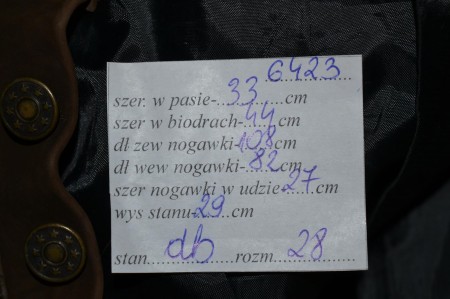 6423
szer. w pasie-...33...cm
szer w biodrach-..44...cm
dł zew nogawki-.108.cm
dł wew nogawki-..82..cm
szer nogawki w udzie-27...cm
wys stanu-29...cm
stan....db....rozm....28....